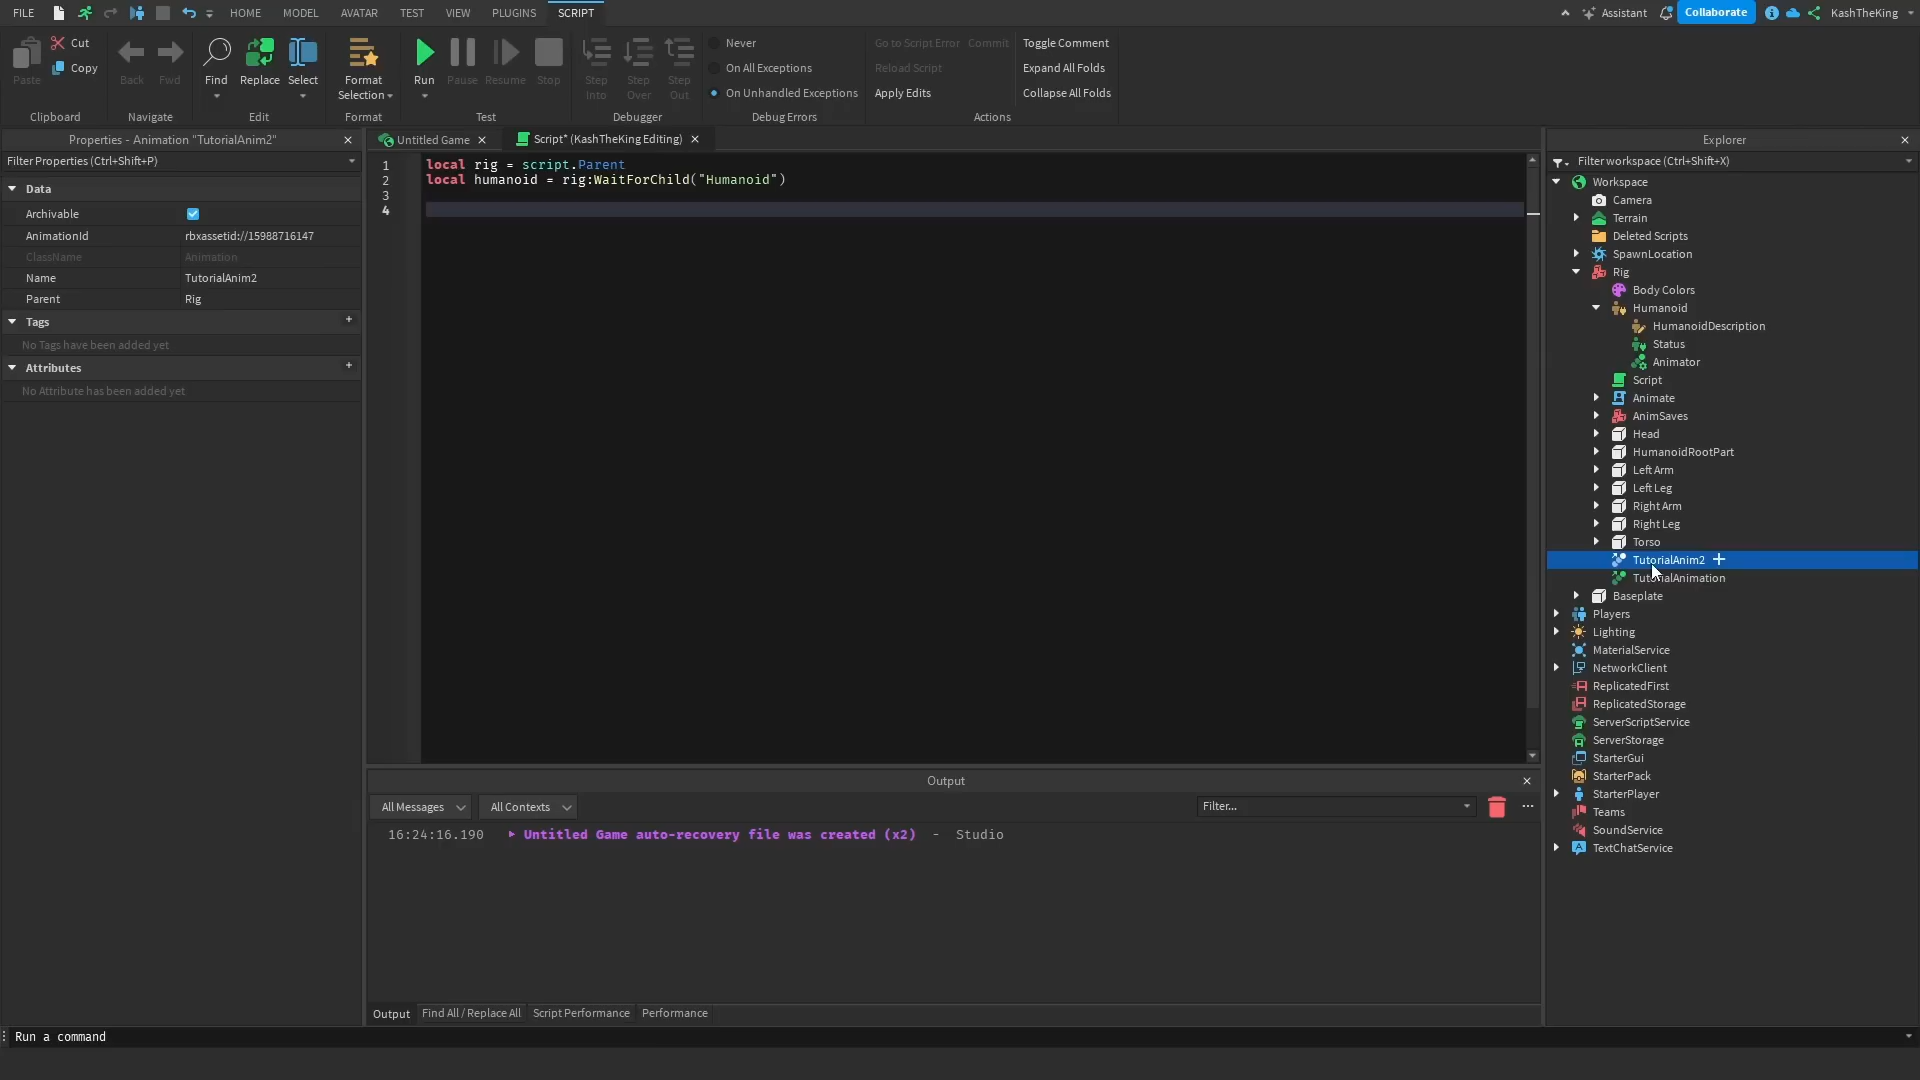 FILE HOME MODEL AVATAR TEST VIEW PLUGINS SCRIPT Assistant Collaborate KashTheKing
Paste Cut Copy Back Fwd Find Replace Select Format Selection Run Pause Resume Stop Step Into Step Over Step Out
Never Go to Script Error Commit Toggle Comment
On All Exceptions Reload Script Expand All Folds
On Unhandled Exceptions Apply Edits Collapse All Folds
Clipboard Navigate Edit Format Test Debugger Debug Errors Actions
Properties - Animation "TutorialAnim2"
Filter Properties (Ctrl+Shift+P)
Data
Archivable
AnimationId rbxassetid://15988716147
ClassName Animation
Name TutorialAnim2
Parent Rig
Tags
No Tags have been added yet
Attributes
No Attribute has been added yet
Untitled Game Script* (KashTheKing Editing)
1 local rig = script.Parent
2 local humanoid = rig:WaitForChild("Humanoid")
3
4
Output
All Messages All Contexts Filter...
16:24:16.190 Untitled Game auto-recovery file was created (x2) - Studio
Output Find All / Replace All Script Performance Performance
Explorer
Filter workspace (Ctrl+Shift+X)
Workspace
Camera
Terrain
Deleted Scripts
SpawnLocation
Rig
Body Colors
Humanoid
HumanoidDescription
Status
Animator
Script
Animate
AnimSaves
Head
HumanoidRootPart
Left Arm
Left Leg
Right Arm
Right Leg
Torso
TutorialAnim2
TutorialAnimation
Baseplate
Players
Lighting
MaterialService
NetworkClient
ReplicatedFirst
ReplicatedStorage
ServerScriptService
ServerStorage
StarterGui
StarterPack
StarterPlayer
Teams
SoundService
TextChatService
Run a command